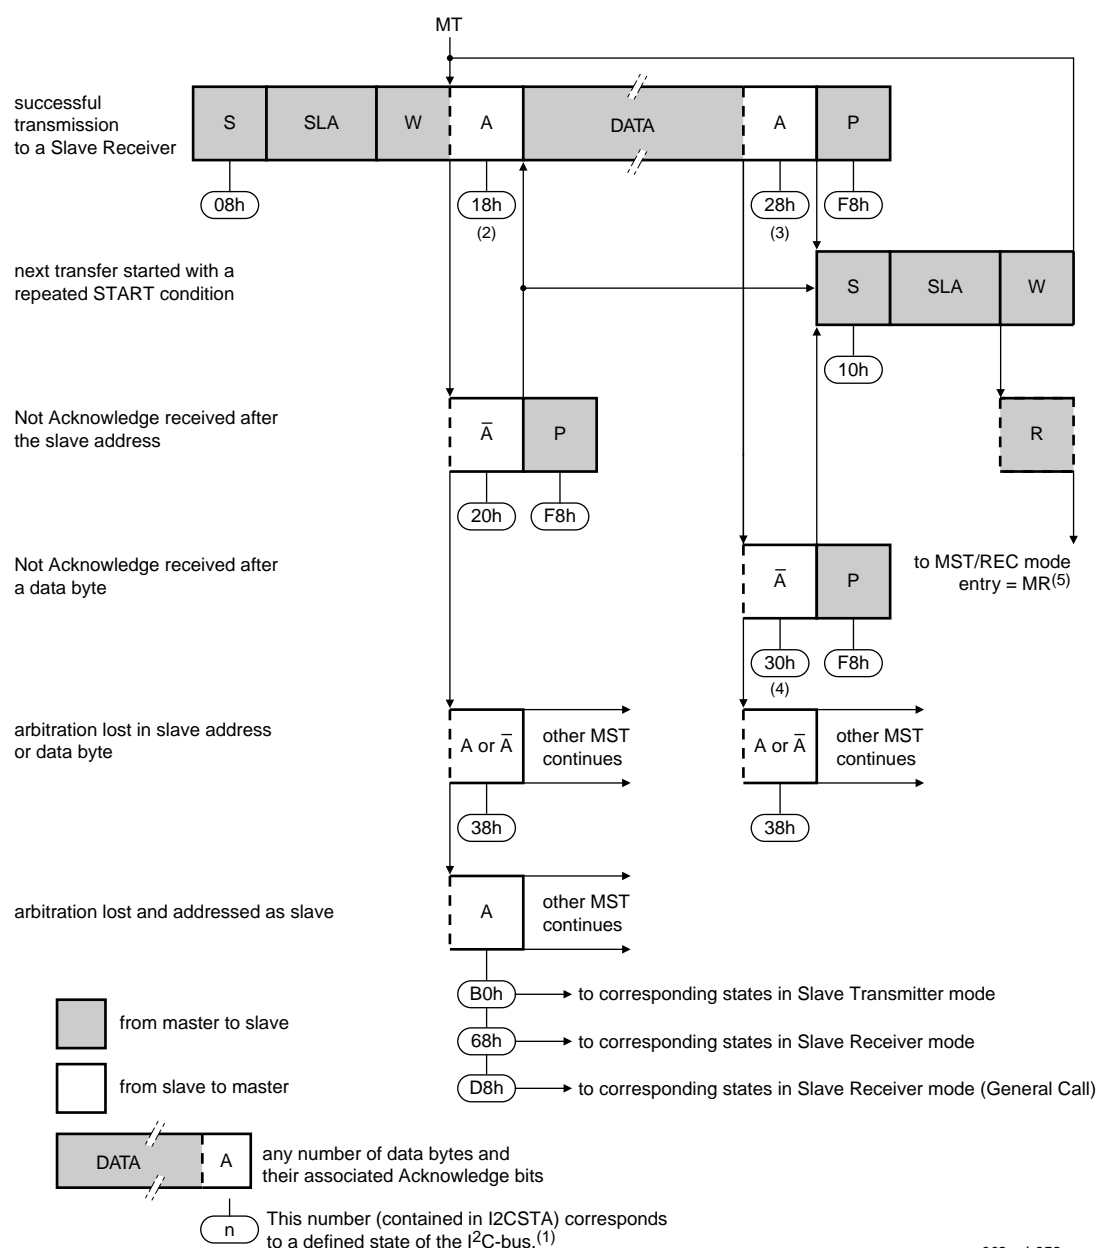 MT
successful
transmission
to a Slave Receiver
S SLA W A DATA A P
08h 18h 28h F8h
(2) (3)
next transfer started with a
repeated START condition
S SLA W
10h
Not Acknowledge received after
the slave address
A̅ P R
20h F8h
Not Acknowledge received after
a data byte
A̅ P
to MST/REC mode
entry = MR(5)
30h F8h
(4)
arbitration lost in slave address
or data byte
A or A̅ other MST
continues
A or A̅ other MST
continues
38h 38h
arbitration lost and addressed as slave
A other MST
continues
B0h to corresponding states in Slave Transmitter mode
68h to corresponding states in Slave Receiver mode
D8h to corresponding states in Slave Receiver mode (General Call)
from master to slave
from slave to master
DATA A any number of data bytes and
their associated Acknowledge bits
n This number (contained in I2CSTA) corresponds
to a defined state of the I2C-bus.(1)